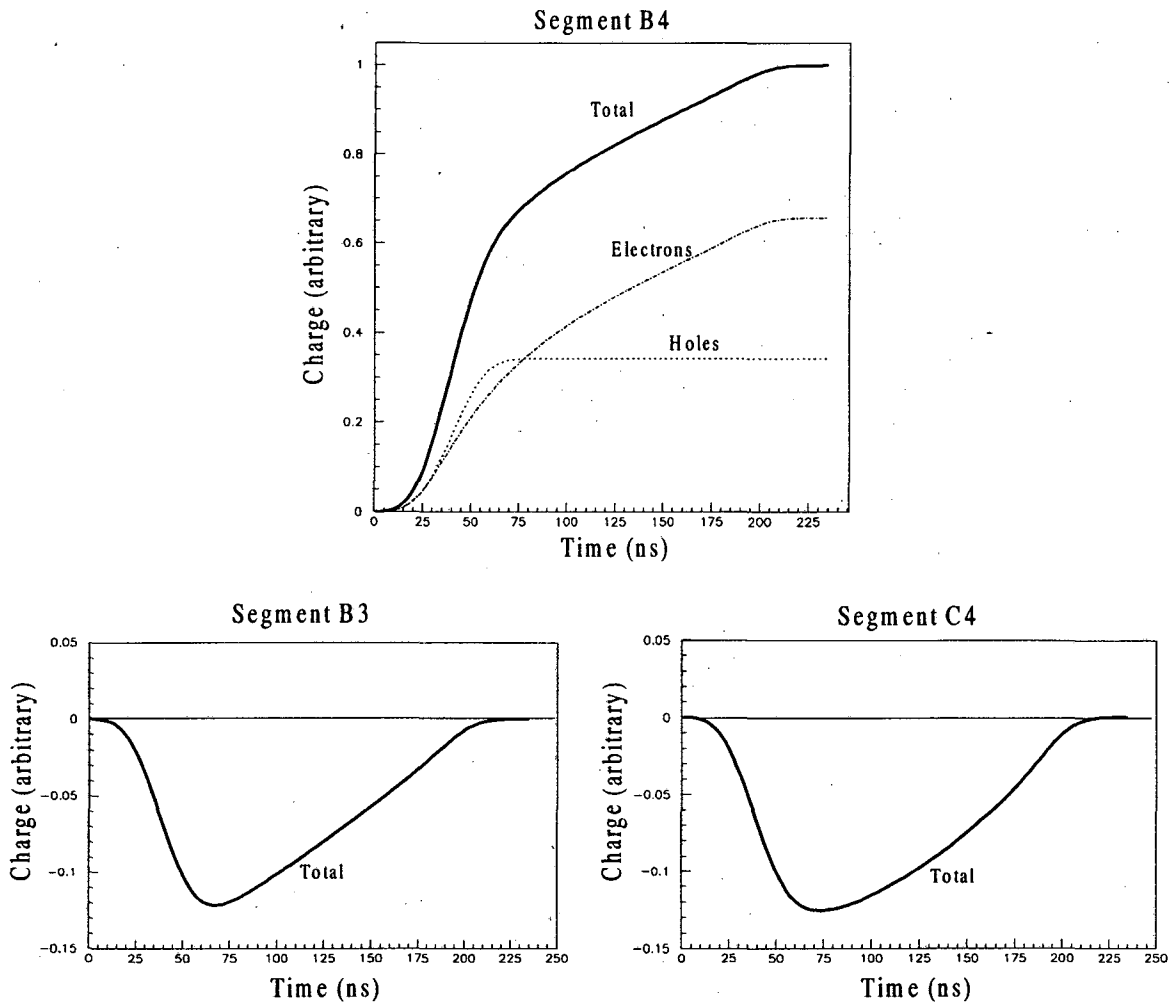 Segment B4
Charge (arbitrary)
1
0.8
0.6
0.4
0.2
0
Total
Electrons
Holes
0 25 50 75 100 125 150 175 200 225
Time (ns)
Segment B3
Charge (arbitrary)
0.05
0
−0.05
−0.1
−0.15
Total
0 25 50 75 100 125 150 175 200 225 250
Time (ns)
Segment C4
Charge (arbitrary)
0.05
0
−0.05
−0.1
−0.15
Total
0 25 50 75 100 125 150 175 200 225 250
Time (ns)